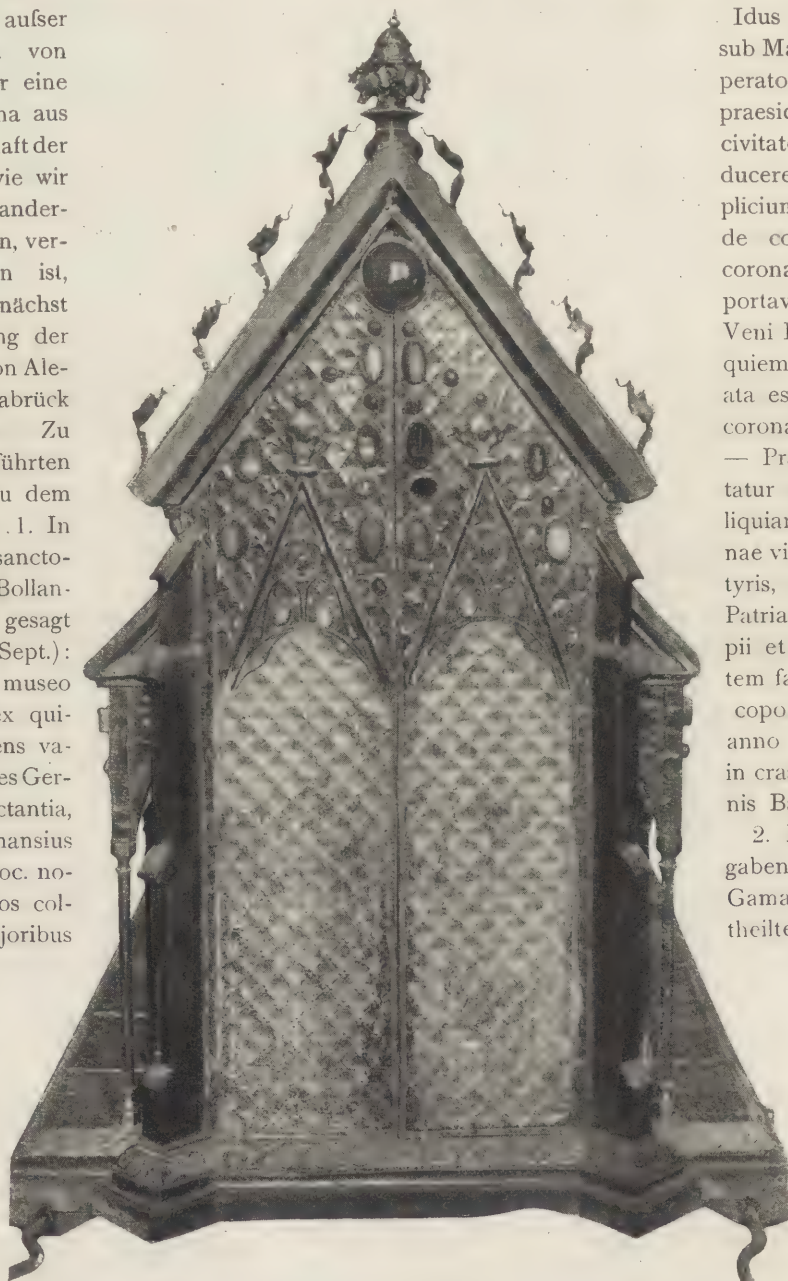 auſser
von
r eine
na aus
aft der
vie wir
ander-
n, ver-
n ist,
nächst
ng der
on Ale-
abrück
Zu
führten
u dem
1. In
sancto-
Bollan-
gesagt
Sept.):
museo
ex qui-
ens va-
es Ger-
ctantia,
mansius
oc. no-
os col-
joribus
Idus
sub Ma
perato
praesid
civitat
ducere
plicium
de co
corona
portav
Veni
quiem
ata es
corona
— Pr
tatur
liquian
nae vi
tyris,
Patria
pii et
tem fa
copo
anno
in cra
nis B
2.
gaben
Gama
theilte